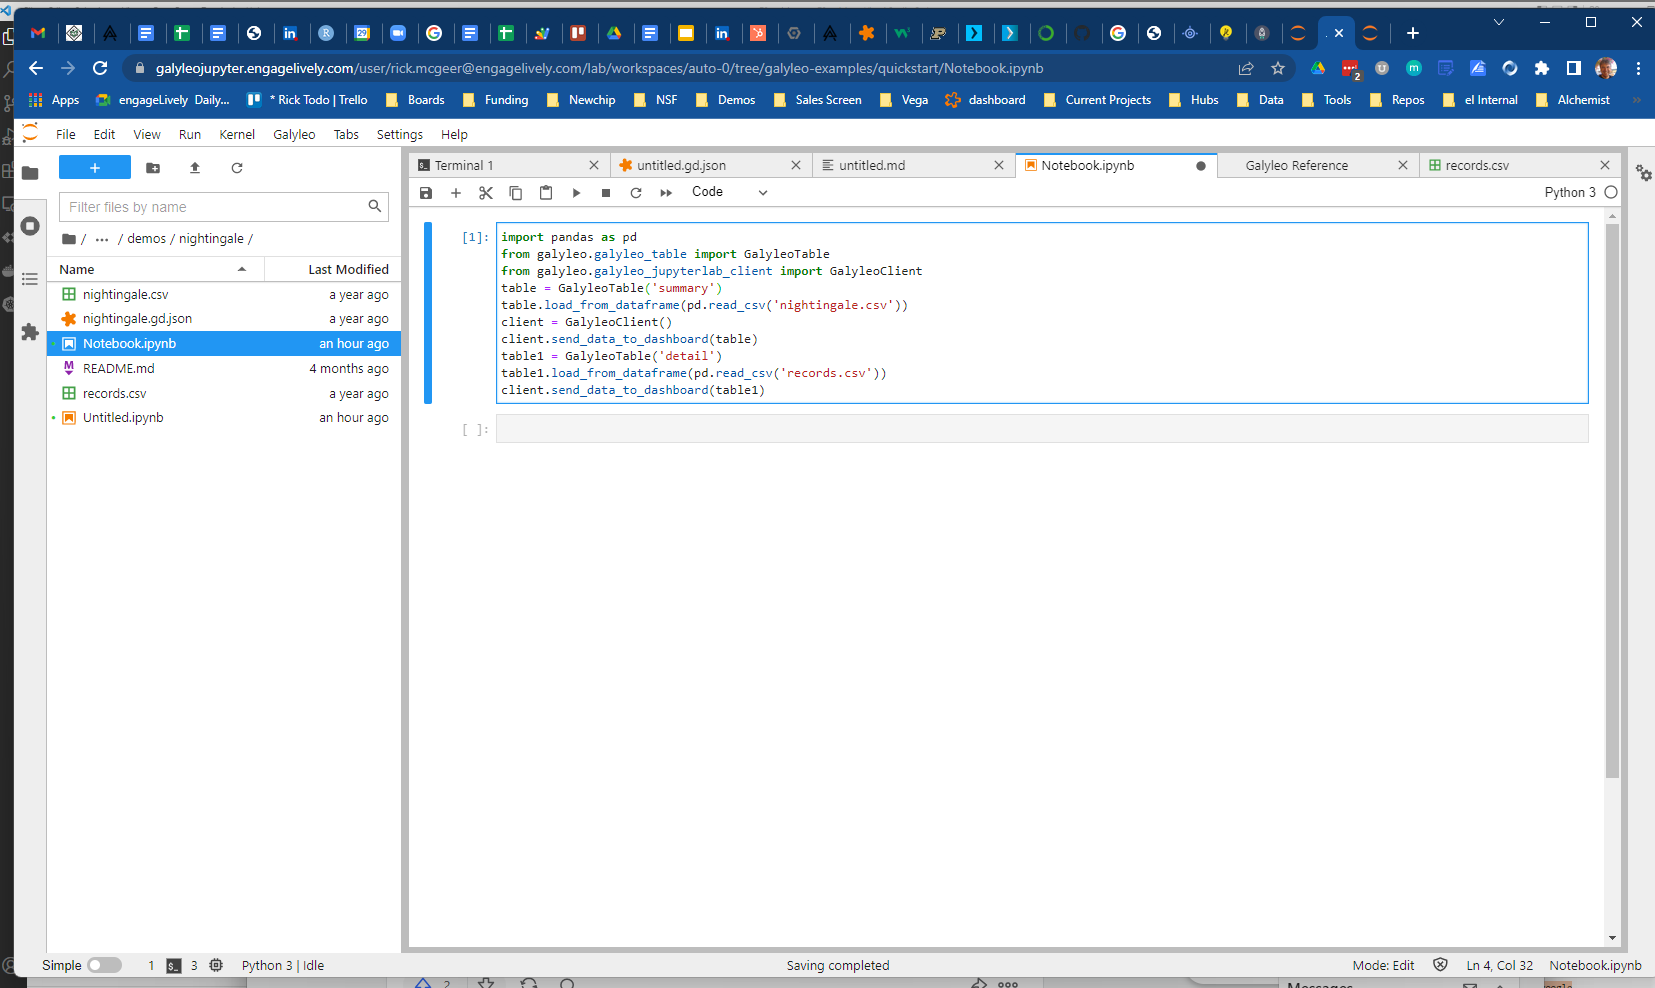 galyleojupyter.engagelively.com/user/rick.mcgeer@engagelively.com/lab/workspaces/auto-0/tree/galyleo-examples/quickstart/Notebook.ipynb
2
Apps engageLively Daily... * Rick Todo | Trello Boards Funding Newchip NSF Demos Sales Screen Vega dashboard Current Projects Hubs Data Tools Repos el Internal Alchemist »
File Edit View Run Kernel Galyleo Tabs Settings Help
Terminal 1 untitled.gd.json untitled.md Notebook.ipynb Galyleo Reference records.csv
Code Python 3
Filter files by name
/ ··· / demos / nightingale /
Name Last Modified
nightingale.csv a year ago
nightingale.gd.json a year ago
Notebook.ipynb an hour ago
README.md 4 months ago
records.csv a year ago
Untitled.ipynb an hour ago
[1]:
import pandas as pd
from galyleo.galyleo_table import GalyleoTable
from galyleo.galyleo_jupyterlab_client import GalyleoClient
table = GalyleoTable('summary')
table.load_from_dataframe(pd.read_csv('nightingale.csv'))
client = GalyleoClient()
client.send_data_to_dashboard(table)
table1 = GalyleoTable('detail')
table1.load_from_dataframe(pd.read_csv('records.csv'))
client.send_data_to_dashboard(table1)
[ ]:
Simple 1 3 Python 3 | Idle Saving completed Mode: Edit Ln 4, Col 32 Notebook.ipynb
2